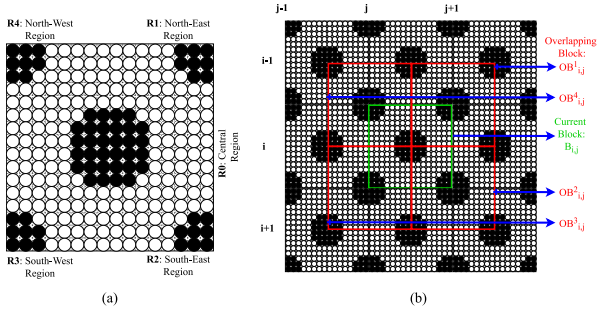 R4: North-West
Region
R1: North-East
Region
R0: Central
Region
R3: South-West
Region
R2: South-East
Region
(a)
j-1
j
j+1
i-1
i
i+1
Overlapping
Block:
OB¹i,j
OB⁴i,j
Current
Block:
Bi,j
OB²i,j
OB³i,j
(b)